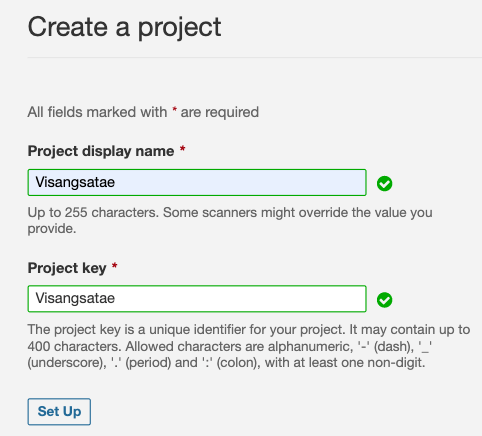 Create a project
All fields marked with * are required
Project display name *
Visangsatae
Up to 255 characters. Some scanners might override the value you
provide.
Project key *
Visangsatae
The project key is a unique identifier for your project. It may contain up to
400 characters. Allowed characters are alphanumeric, '-' (dash), '_'
(underscore), '.' (period) and ':' (colon), with at least one non-digit.
Set Up